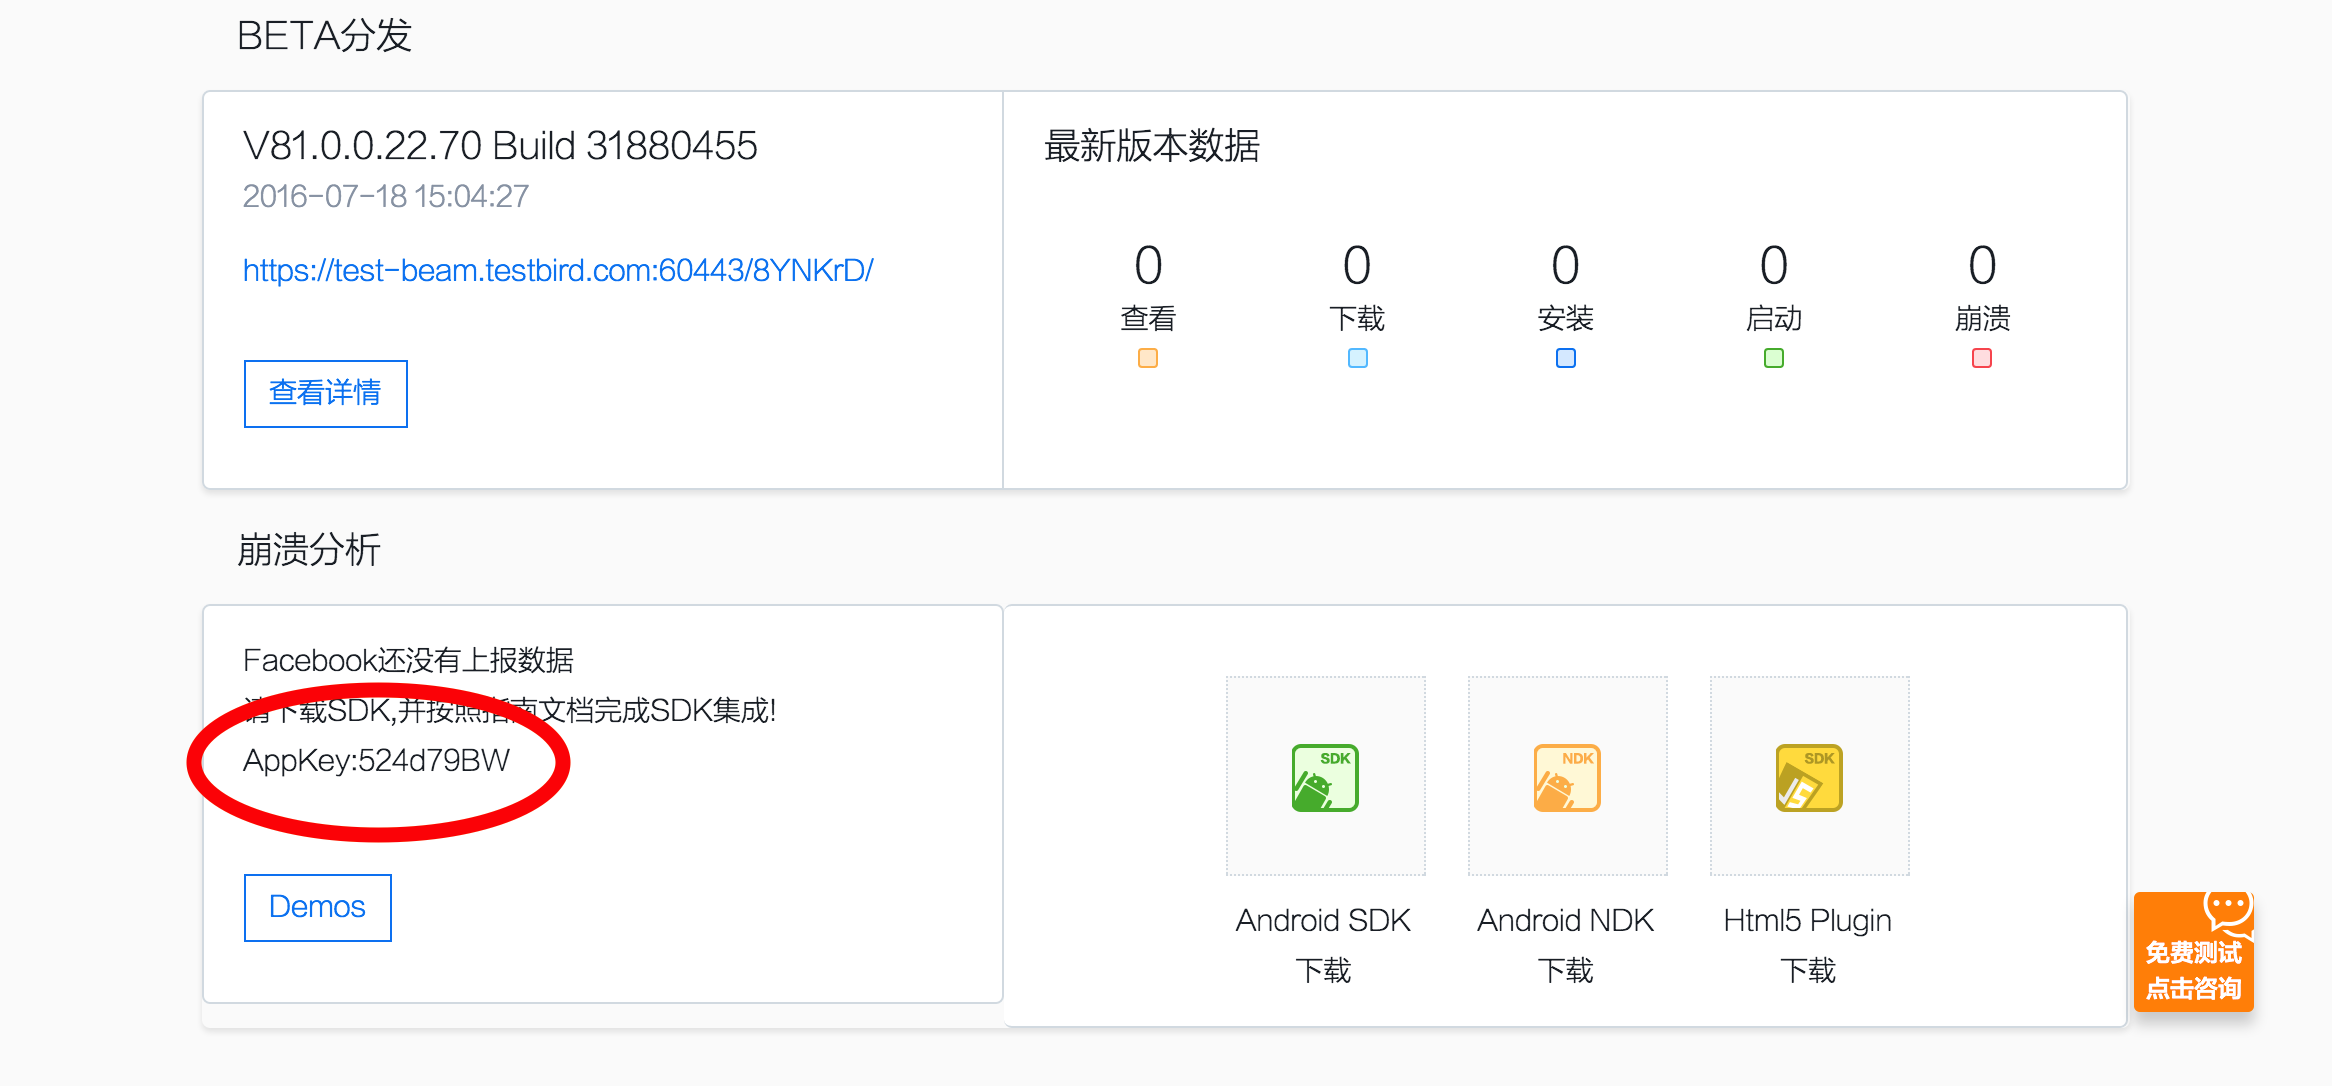 BETA分发
V81.0.0.22.70 Build 31880455
2016-07-18 15:04:27
https://test-beam.testbird.com:60443/8YNKrD/
查看详情
最新版本数据
0 0 0 0 0
查看 下载 安装 启动 崩溃
崩溃分析
Facebook还没有上报数据
请下载SDK,并按照指南文档完成SDK集成!
AppKey:524d79BW
Demos
SDK NDK SDK
Android SDK Android NDK Html5 Plugin
下载 下载 下载
免费测试
点击咨询